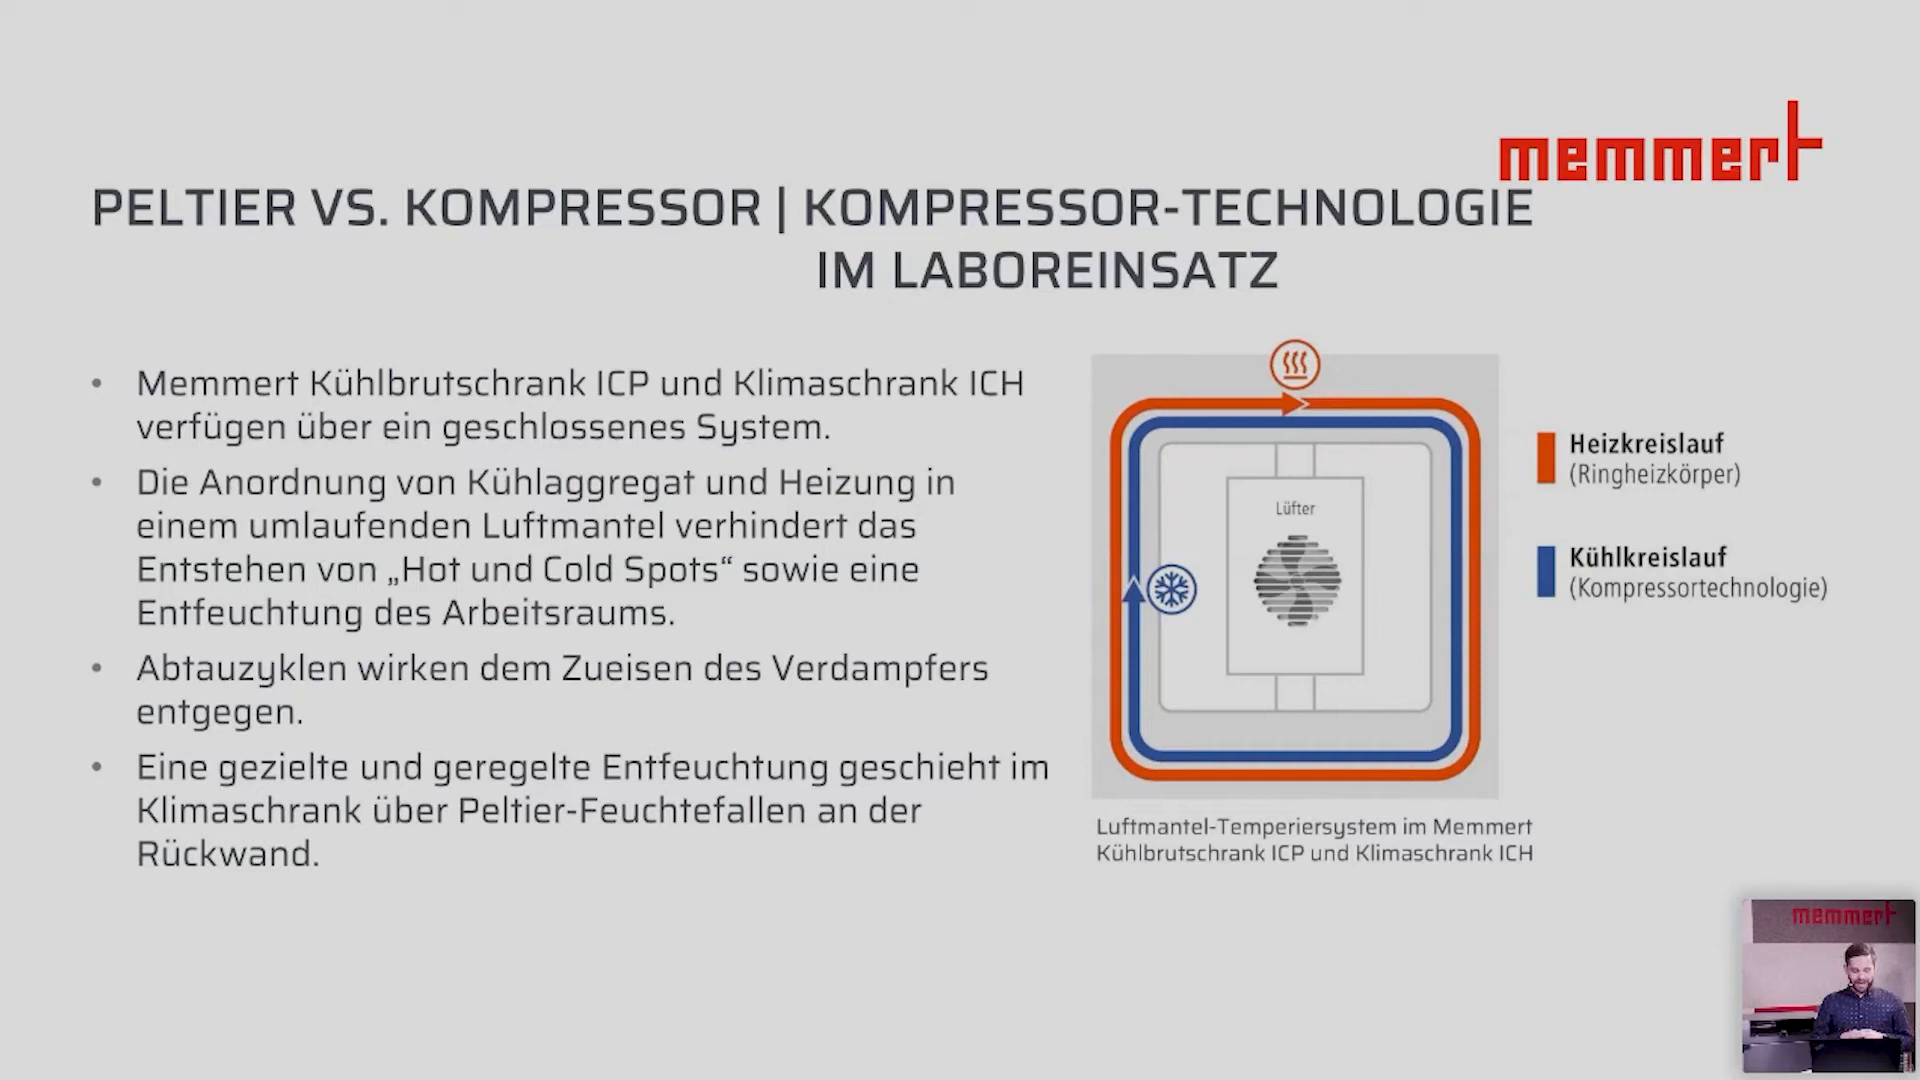 memmert
PELTIER VS. KOMPRESSOR | KOMPRESSOR-TECHNOLOGIE
IM LABOREINSATZ
• Memmert Kühlbrutschrank ICP und Klimaschrank ICH
verfügen über ein geschlossenes System.
• Die Anordnung von Kühlaggregat und Heizung in
einem umlaufenden Luftmantel verhindert das
Entstehen von „Hot und Cold Spots“ sowie eine
Entfeuchtung des Arbeitsraums.
• Abtauzyklen wirken dem Zueisen des Verdampfers
entgegen.
• Eine gezielte und geregelte Entfeuchtung geschieht im
Klimaschrank über Peltier-Feuchtefallen an der
Rückwand.
Lüfter
Heizkreislauf
(Ringheizkörper)
Kühlkreislauf
(Kompressortechnologie)
Luftmantel-Temperiersystem im Memmert
Kühlbrutschrank ICP und Klimaschrank ICH
memmert